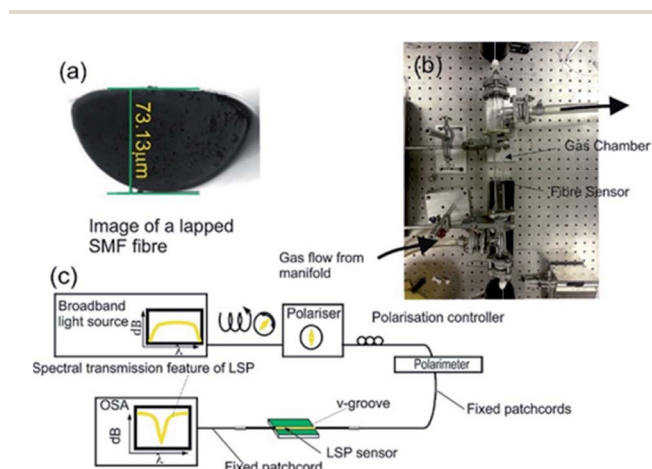 (a)
73.13μm
Image of a lapped
SMF fibre
(b)
Gas Chamber
Fibre Sensor
Gas flow from
manifold
(c)
Broadband
light source
dB
λ
Polariser
Polarisation controller
Polarimeter
Spectral transmission feature of LSP
OSA
dB
λ
v-groove
LSP sensor
Fixed patchcords
Fixed patchcord